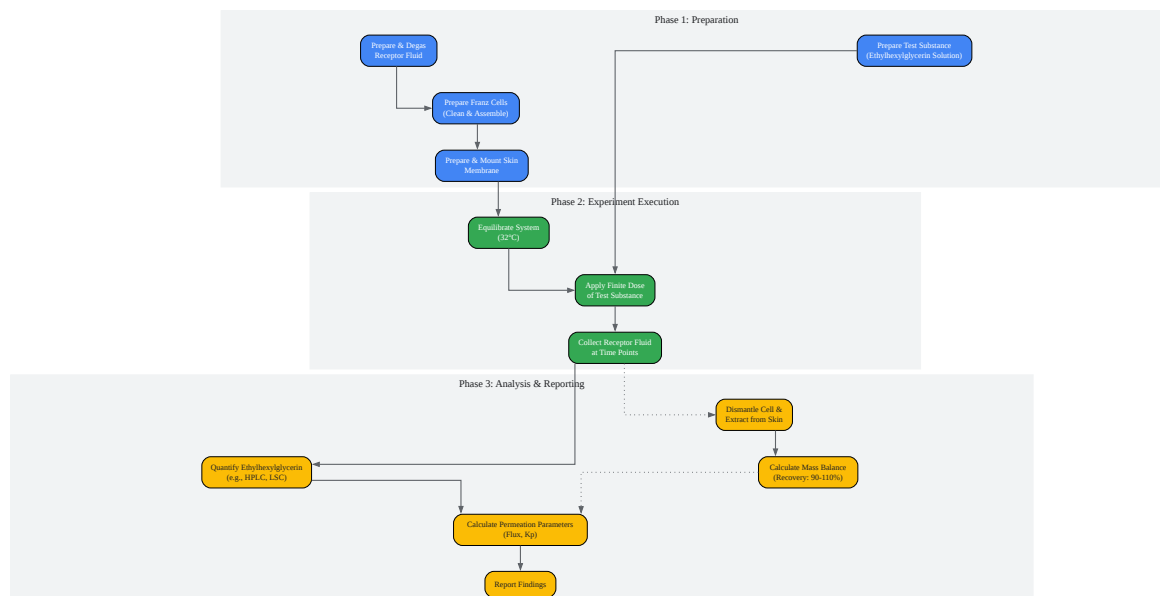 Phase 1: Preparation
Prepare & Degas
Receptor Fluid
Prepare Test Substance
(Ethylhexylglycerin Solution)
Prepare Franz Cells
(Clean & Assemble)
Prepare & Mount Skin
Membrane
Phase 2: Experiment Execution
Equilibrate System
(32°C)
Apply Finite Dose
of Test Substance
Collect Receptor Fluid
at Time Points
Phase 3: Analysis & Reporting
Dismantle Cell &
Extract from Skin
Quantify Ethylhexylglycerin
(e.g., HPLC, LSC)
Calculate Mass Balance
(Recovery: 90-110%)
Calculate Permeation Parameters
(Flux, Kp)
Report Findings